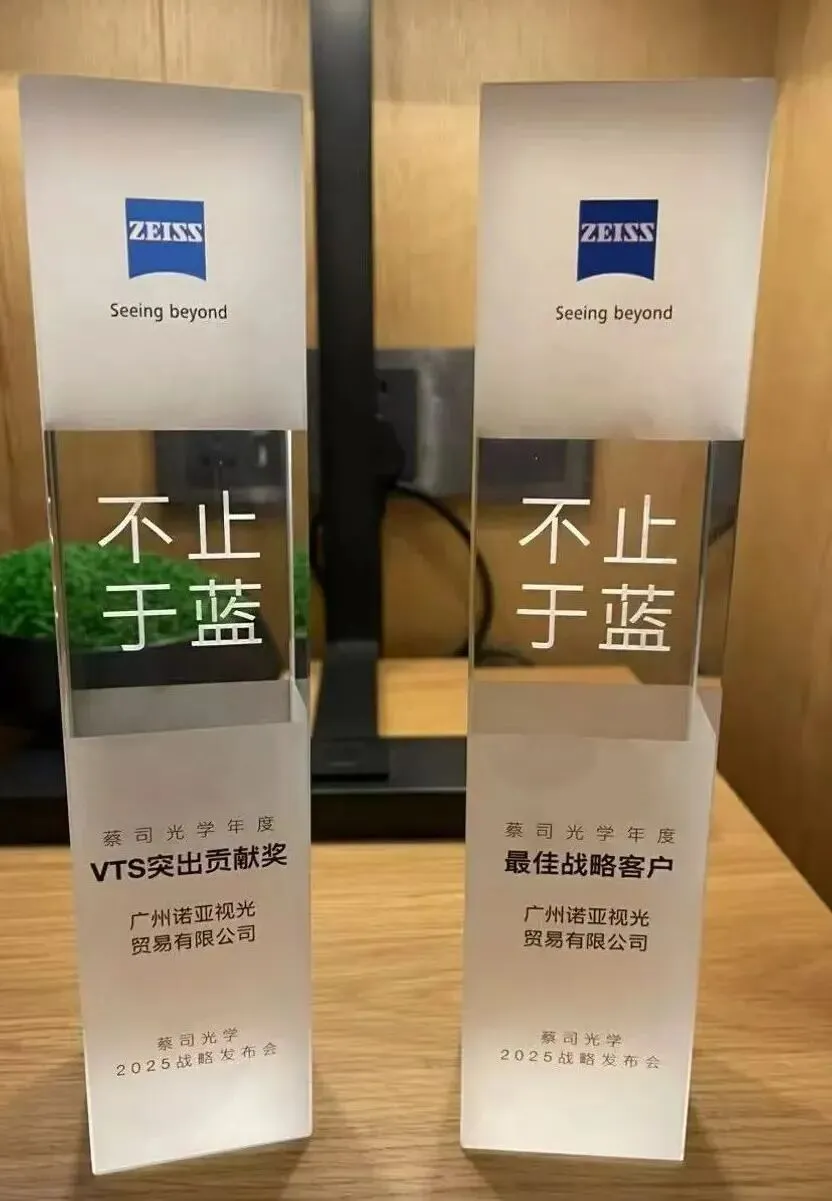 ZEISS
Seeing beyond
不止
于蓝
蔡司光学年度
VTS突出贡献奖
广州诺亚视光
贸易有限公司
蔡司光学
2025战略发布会
ZEISS
Seeing beyond
不止
于蓝
蔡司光学年度
最佳战略客户
广州诺亚视光
贸易有限公司
蔡司光学
2025战略发布会